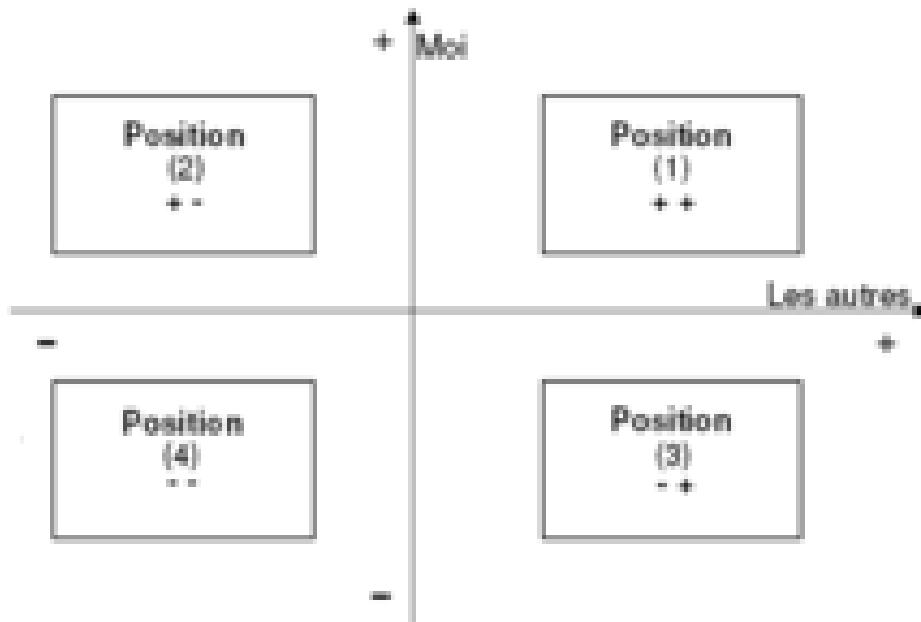 + Moi
Position
(2)
+ -
Position
(1)
+ +
Les autres
-
+
Position
(4)
- -
Position
(3)
- +
-